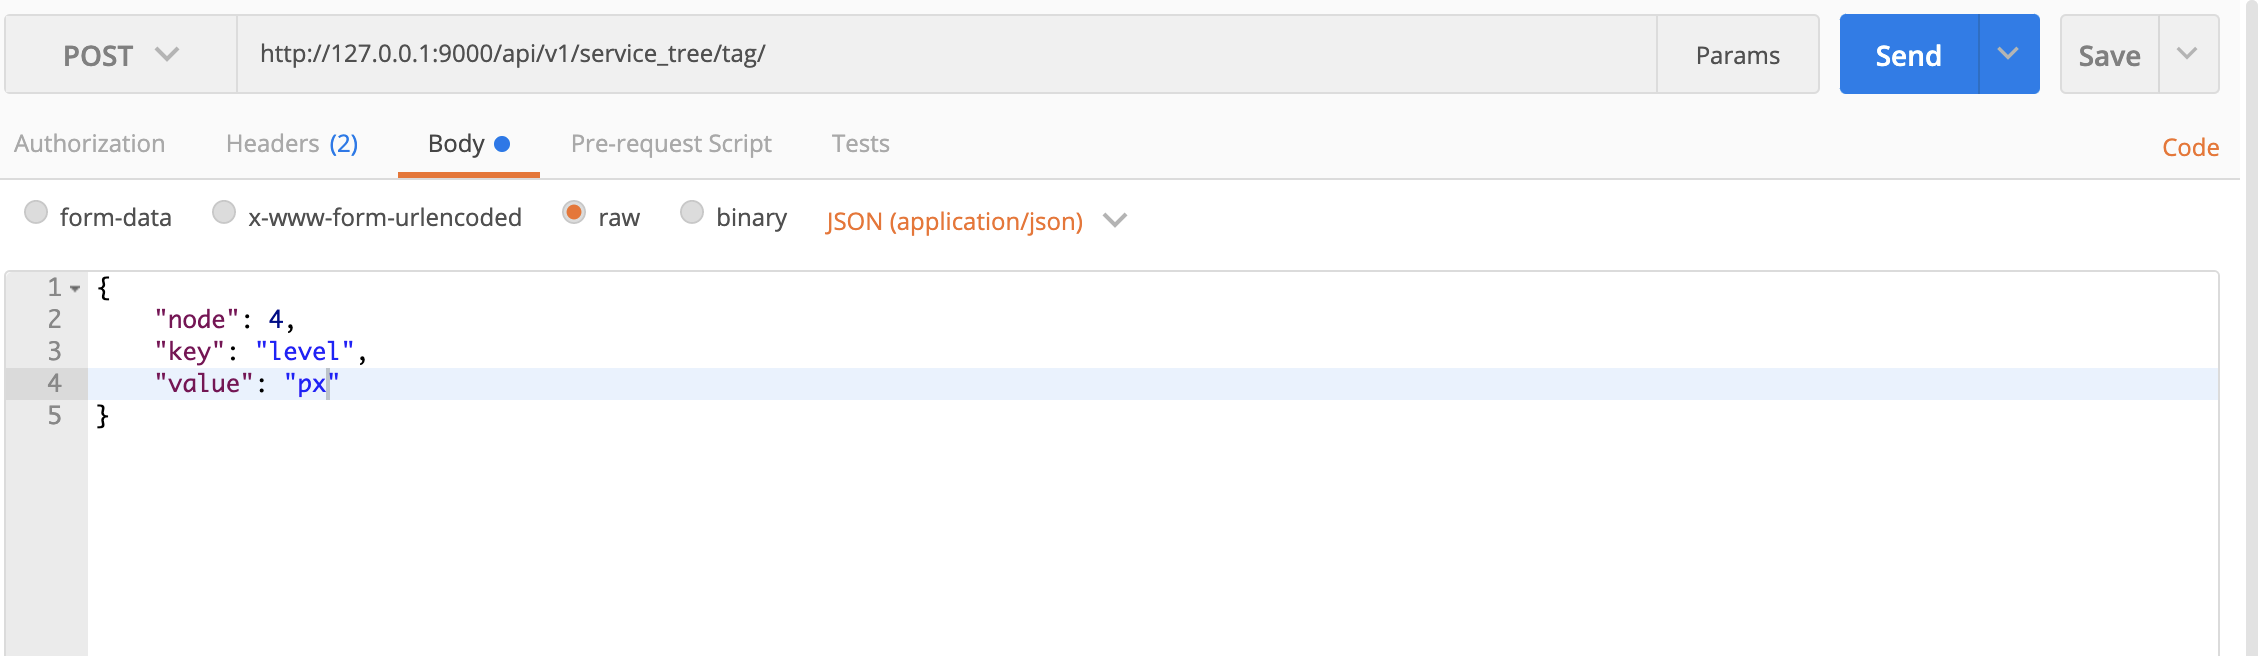 POST http://127.0.0.1:9000/api/v1/service_tree/tag/ Params Send Save
Authorization Headers (2) Body Pre-request Script Tests Code
form-data x-www-form-urlencoded raw binary JSON (application/json)
1 {
2 "node": 4,
3 "key": "level",
4 "value": "px"
5 }